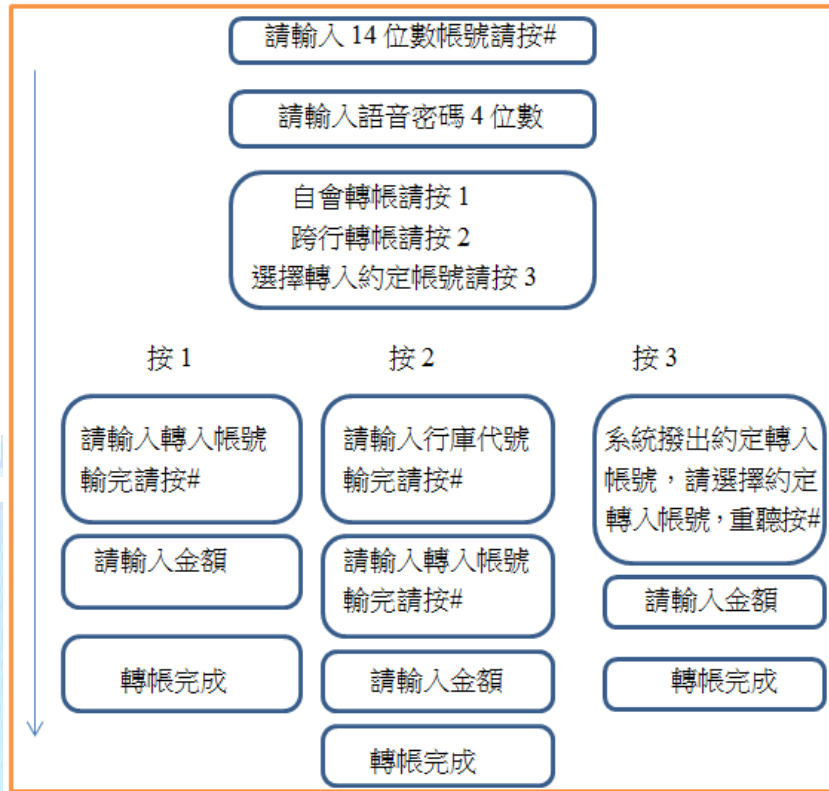 請輸入 14 位數帳號請按#
請輸入語音密碼 4 位數
自會轉帳請按 1
跨行轉帳請按 2
選擇轉入約定帳號請按 3
按 1
請輸入轉入帳號
輸完請按#
請輸入金額
轉帳完成
按 2
請輸入行庫代號
輸完請按#
請輸入轉入帳號
輸完請按#
請輸入金額
轉帳完成
按 3
系統撥出約定轉入
帳號，請選擇約定
轉入帳號，重聽按#
請輸入金額
轉帳完成